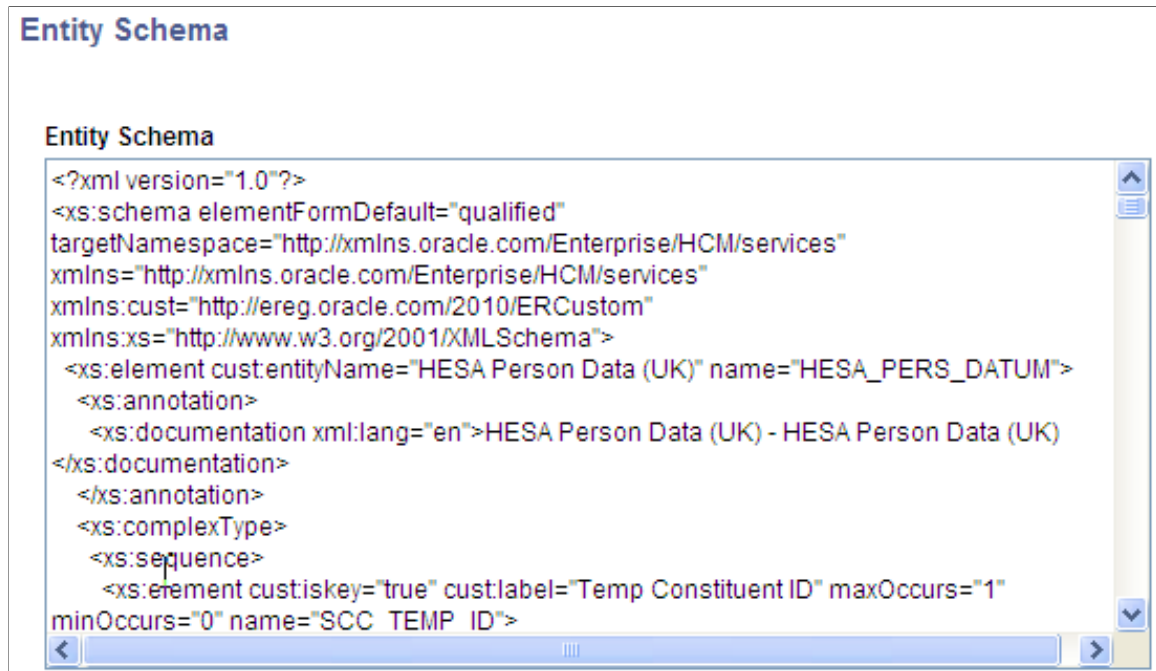 Entity Schema
Entity Schema
<?xml version="1.0"?>
<xs:schema elementFormDefault="qualified"
targetNamespace="http://xmlns.oracle.com/Enterprise/HCM/services"
xmlns="http://xmlns.oracle.com/Enterprise/HCM/services"
xmlns:cust="http://ereg.oracle.com/2010/ERCustom"
xmlns:xs="http://www.w3.org/2001/XMLSchema">
<xs:element cust:entityName="HESA Person Data (UK)" name="HESA_PERS_DATUM">
<xs:annotation>
<xs:documentation xml:lang="en">HESA Person Data (UK) - HESA Person Data (UK)
</xs:documentation>
</xs:annotation>
<xs:complexType>
<xs:sequence>
<xs:element cust:iskey="true" cust:label="Temp Constituent ID" maxOccurs="1"
minOccurs="0" name="SCC_TEMP_ID">